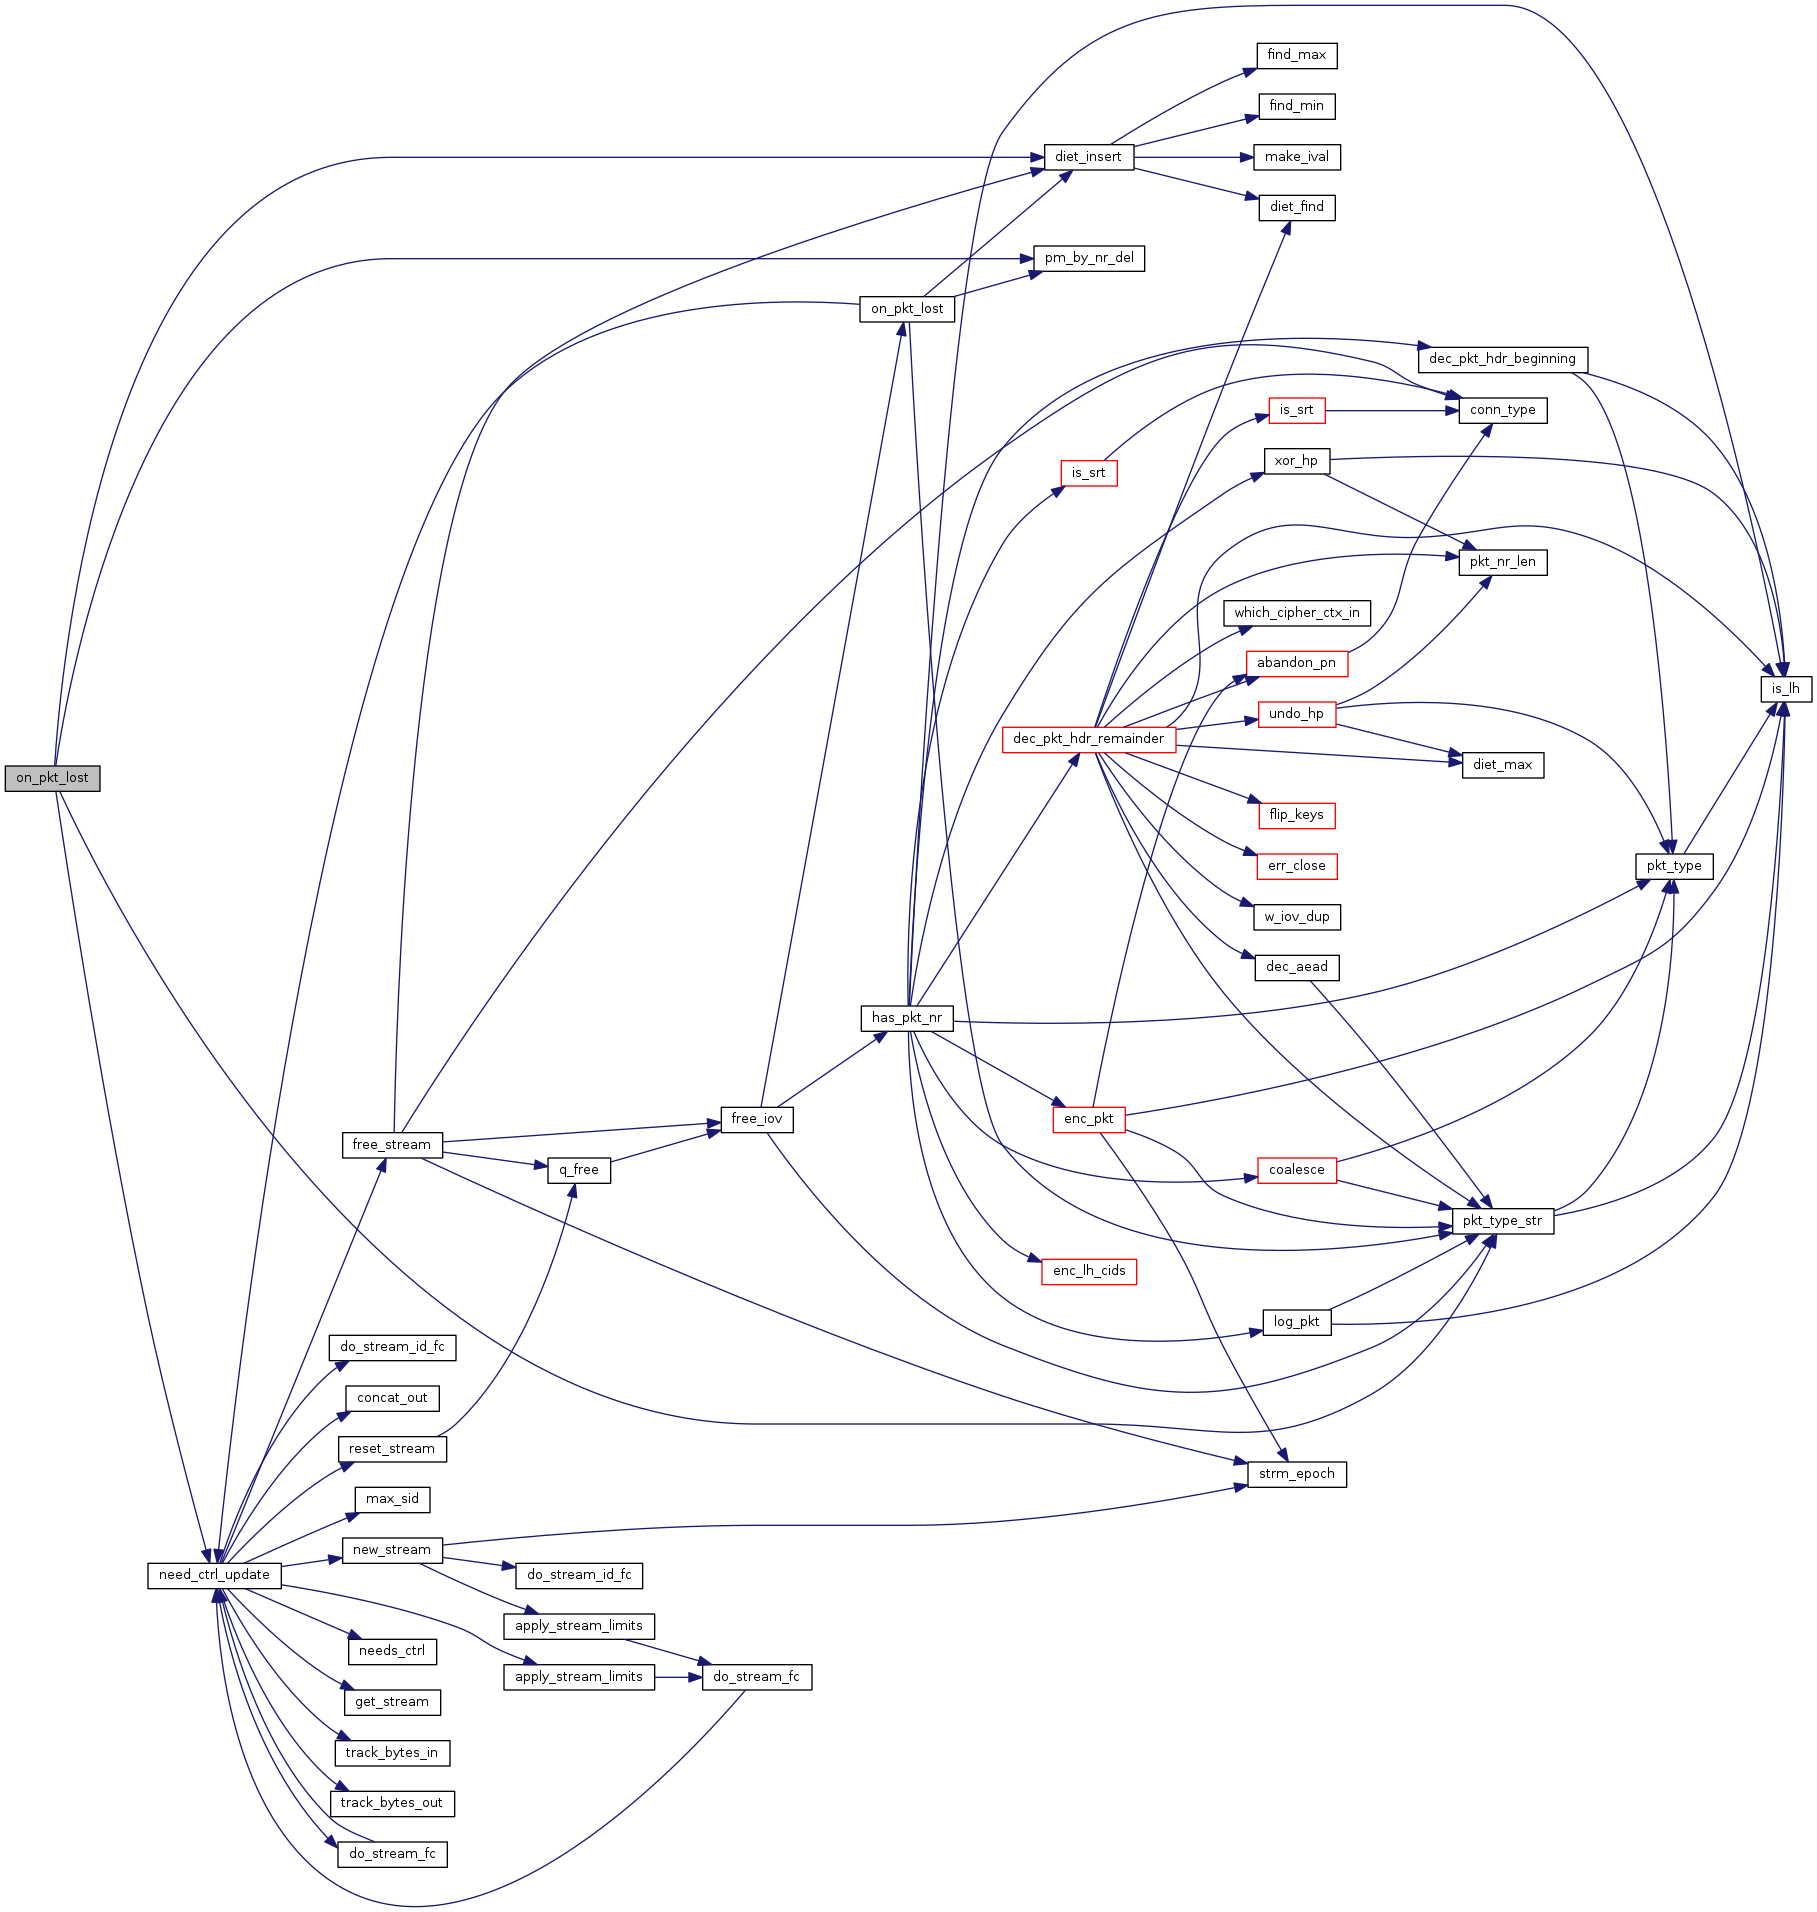 find_max
find_min
diet_insert
make_ival
diet_find
pm_by_nr_del
on_pkt_lost
dec_pkt_hdr_beginning
is_srt
conn_type
xor_hp
is_srt
pkt_nr_len
which_cipher_ctx_in
abandon_pn
is_lh
undo_hp
dec_pkt_hdr_remainder
diet_max
on_pkt_lost
flip_keys
err_close
pkt_type
w_iov_dup
dec_aead
has_pkt_nr
free_iov
enc_pkt
free_stream
q_free
coalesce
pkt_type_str
enc_lh_cids
log_pkt
do_stream_id_fc
concat_out
reset_stream
strm_epoch
max_sid
new_stream
need_ctrl_update
do_stream_id_fc
apply_stream_limits
needs_ctrl
apply_stream_limits
do_stream_fc
get_stream
track_bytes_in
track_bytes_out
do_stream_fc